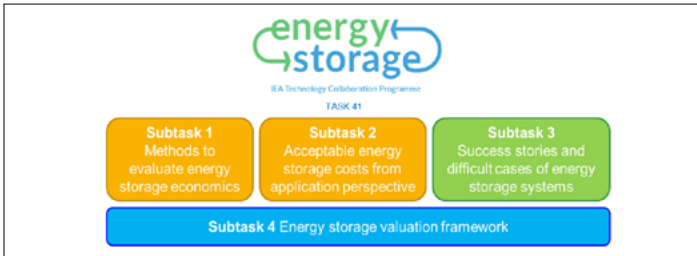 energy
storage
IEA Technology Collaboration Programme
TASK 41
Subtask 1
Methods to
evaluate energy
storage economics
Subtask 2
Acceptable energy
storage costs from
application perspective
Subtask 3
Success stories and
difficult cases of energy
storage systems
Subtask 4 Energy storage valuation framework